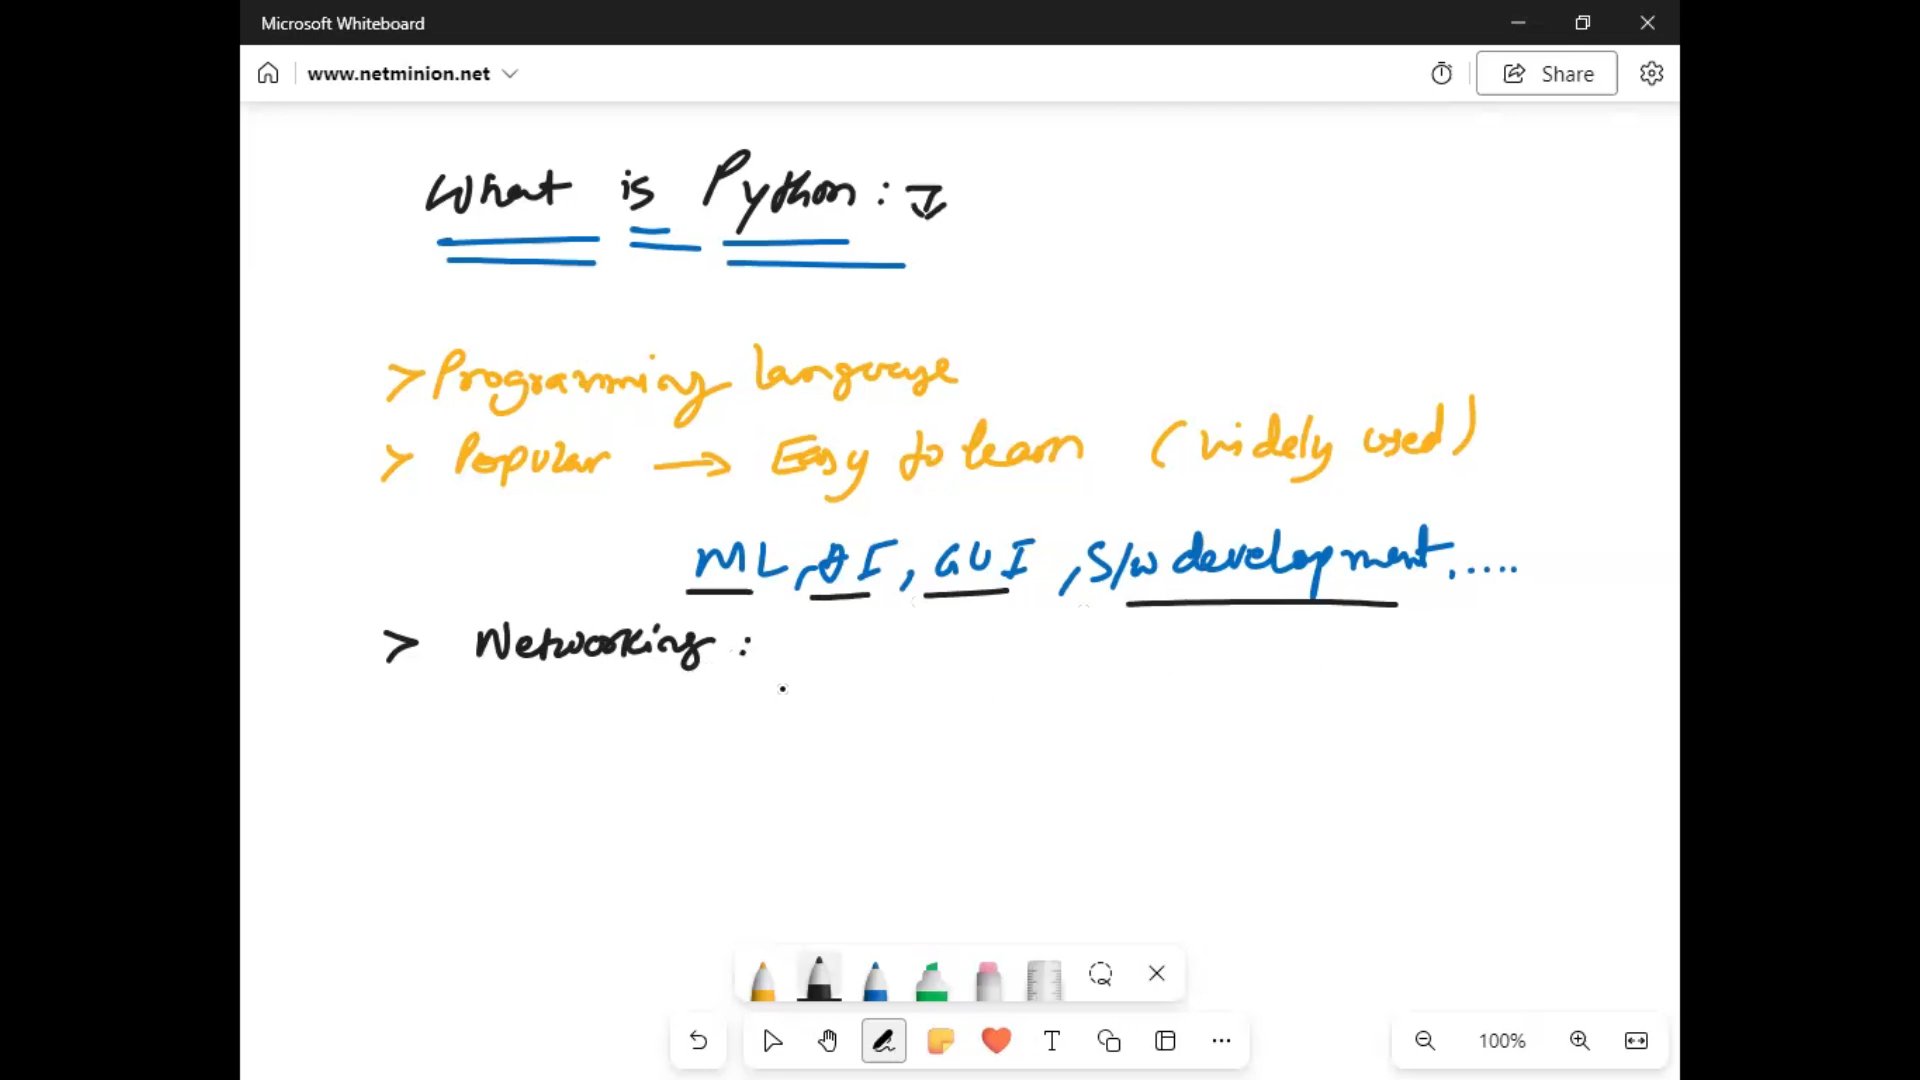 Microsoft Whiteboard
www.netminion.net
Share
What is Python :
> Programming language
> Popular → Easy to learn (widely used)
ML, AI, GUI, S/w development.....
> Networking :
100%